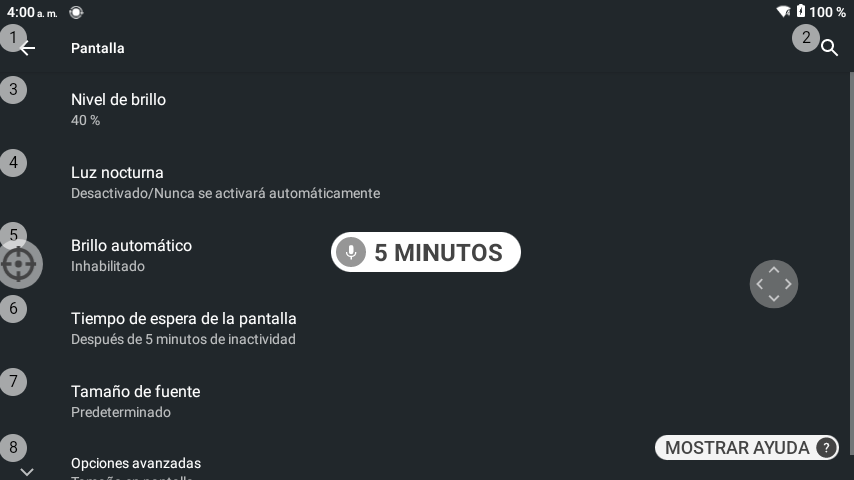 4:00 a. m.
100 %
1
Pantalla
2
3
Nivel de brillo
40 %
4
Luz nocturna
Desactivado/Nunca se activará automáticamente
5
Brillo automático
Inhabilitado
5 MINUTOS
6
Tiempo de espera de la pantalla
Después de 5 minutos de inactividad
7
Tamaño de fuente
Predeterminado
8
Opciones avanzadas
MOSTRAR AYUDA ?